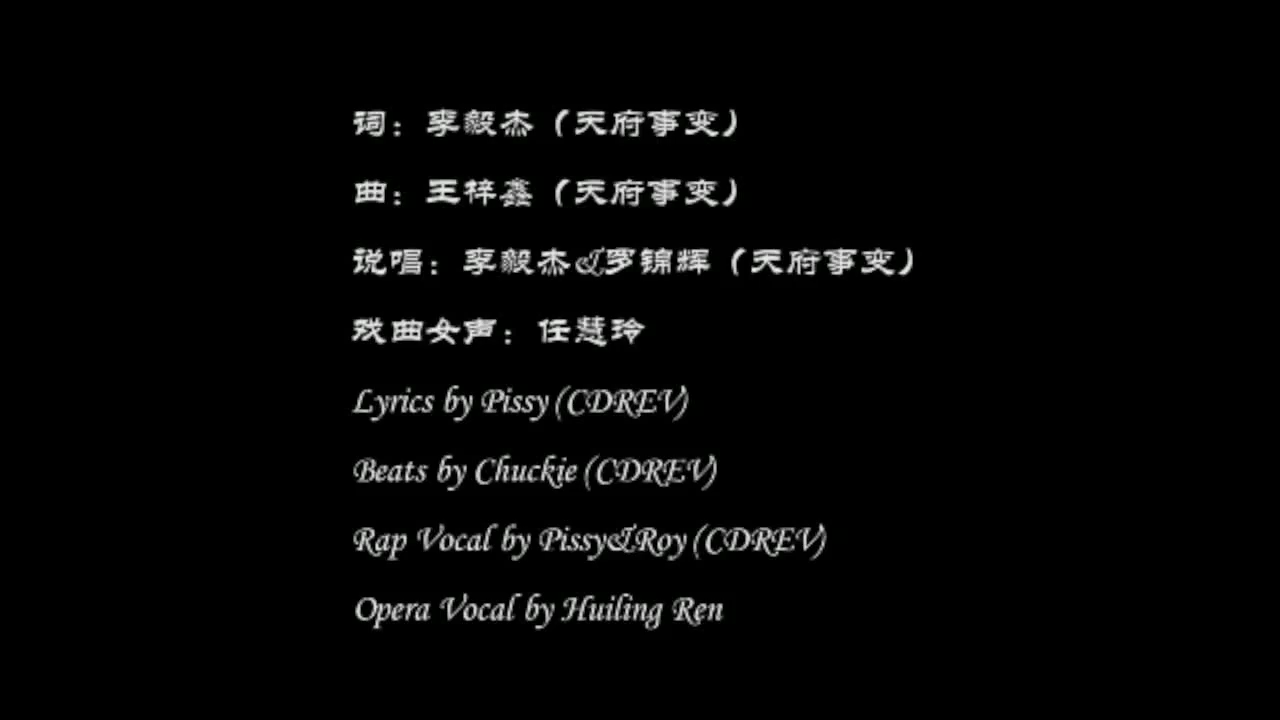 词：李毅杰（天府事变）
曲：王梓鑫（天府事变）
说唱：李毅杰&罗锦辉（天府事变）
戏曲女声：任慧玲
Lyrics by Pissy (CDREV)
Beats by Chuckie (CDREV)
Rap Vocal by Pissy&Roy (CDREV)
Opera Vocal by Huiling Ren